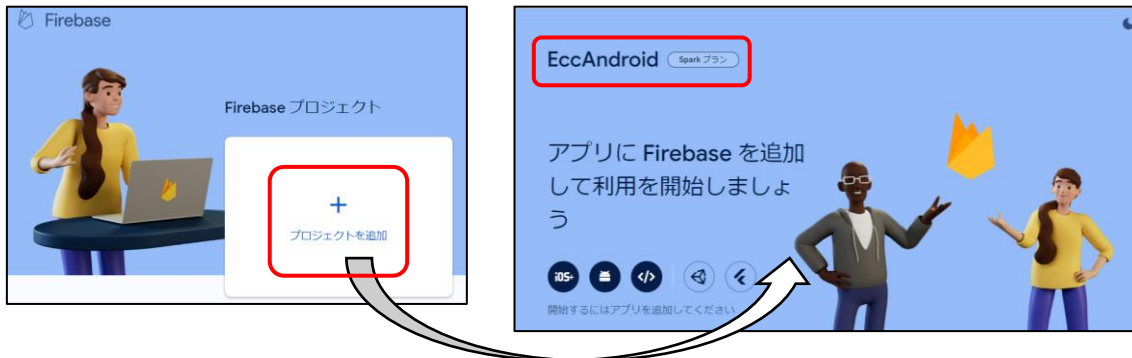 Firebase
Firebase プロジェクト
+
プロジェクトを追加
EccAndroid Spark プラン
アプリに Firebase を追加
して利用を開始しましょ
う
iOS+ </>
開始するにはアプリを追加してください